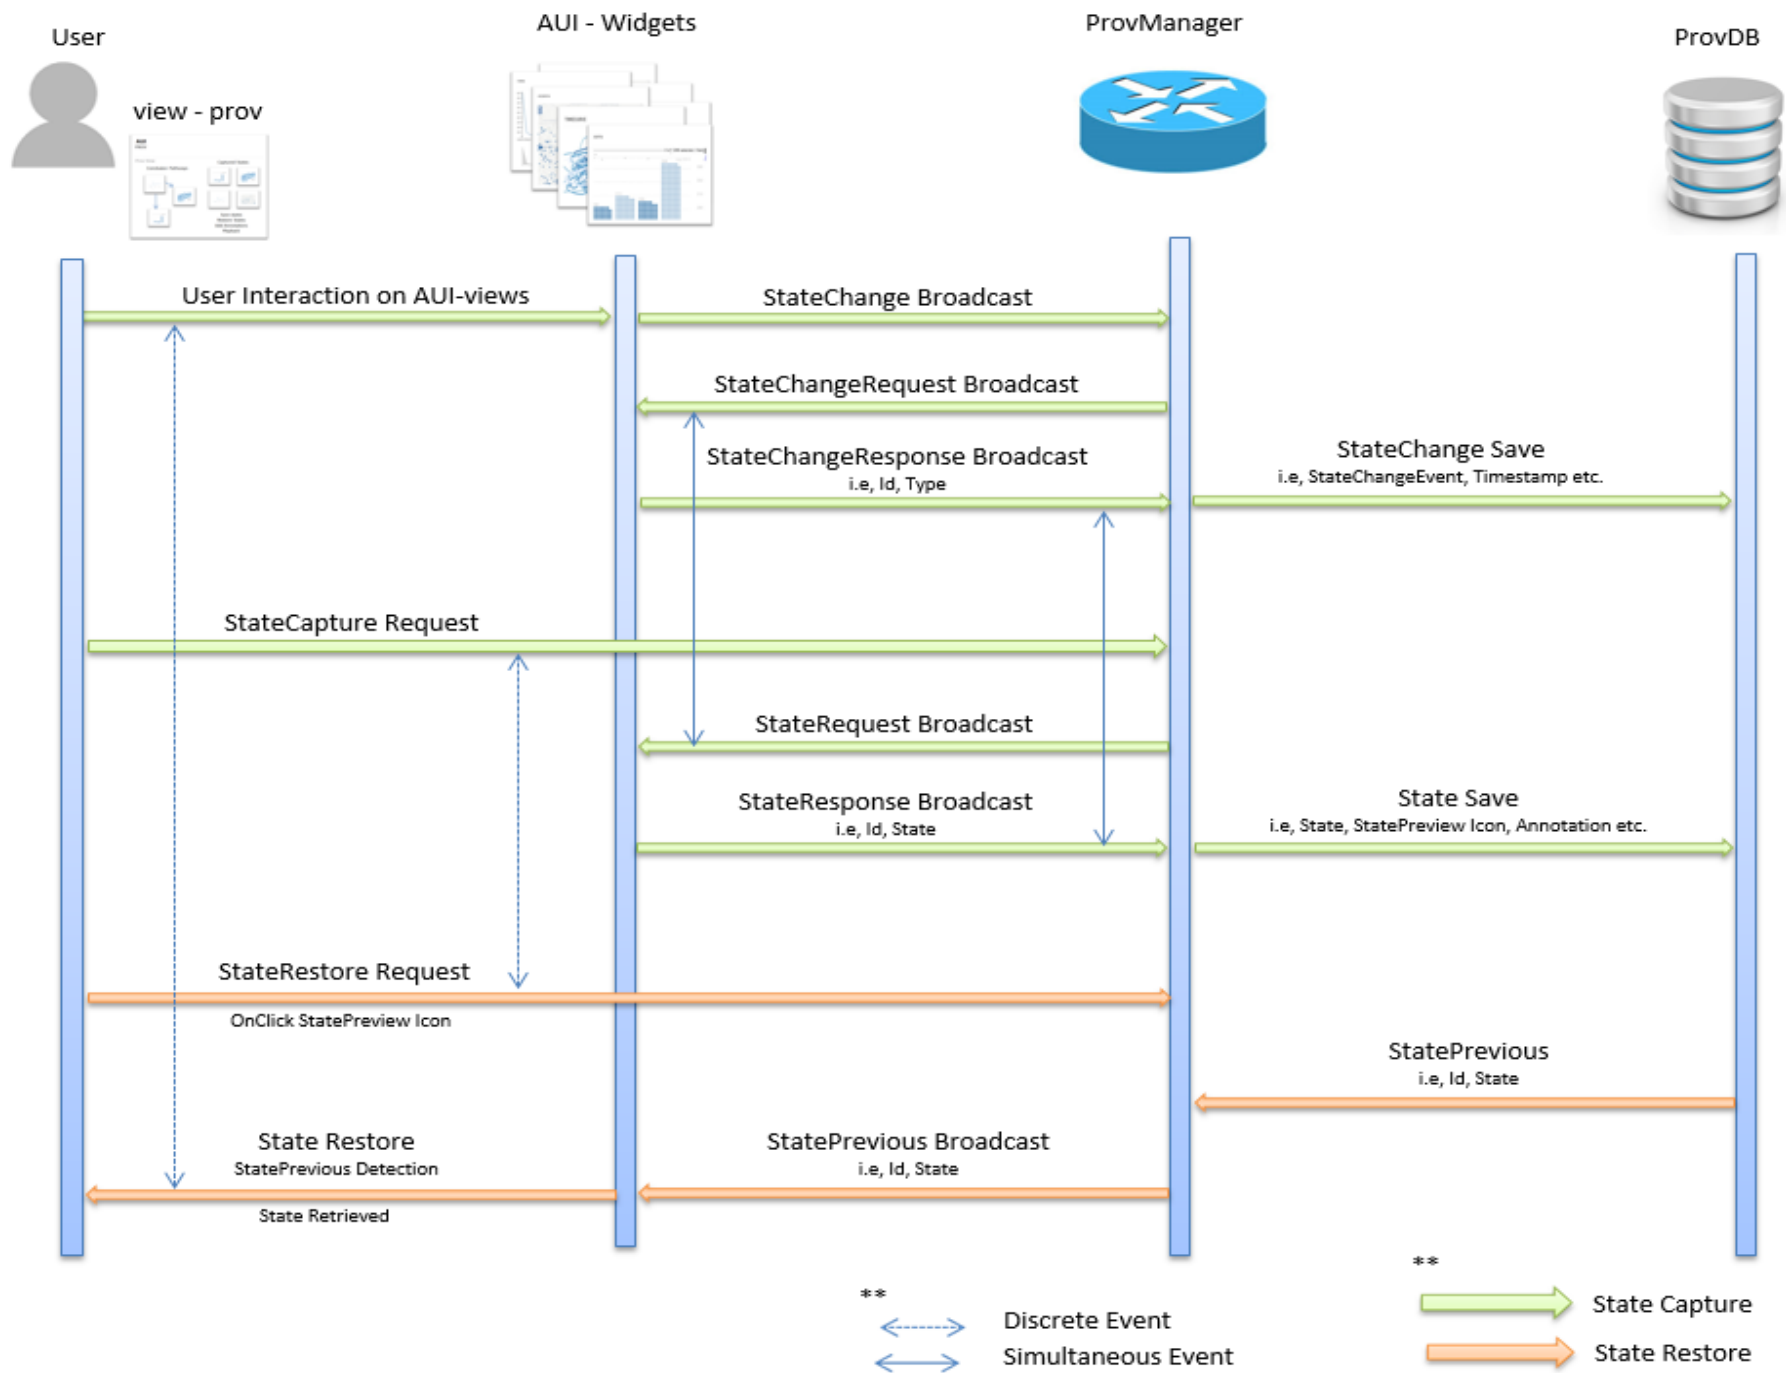 User
AUI - Widgets
ProvManager
ProvDB
view - prov
AUI
User Interaction on AUI-views
StateChange Broadcast
StateChangeRequest Broadcast
StateChangeResponse Broadcast
i.e, Id, Type
StateChange Save
i.e, StateChangeEvent, Timestamp etc.
StateCapture Request
StateRequest Broadcast
StateResponse Broadcast
i.e, Id, State
State Save
i.e, State, StatePreview Icon, Annotation etc.
StateRestore Request
OnClick StatePreview Icon
StatePrevious
i.e, Id, State
State Restore
StatePrevious Detection
State Retrieved
StatePrevious Broadcast
i.e, Id, State
**
Discrete Event
Simultaneous Event
**
State Capture
State Restore